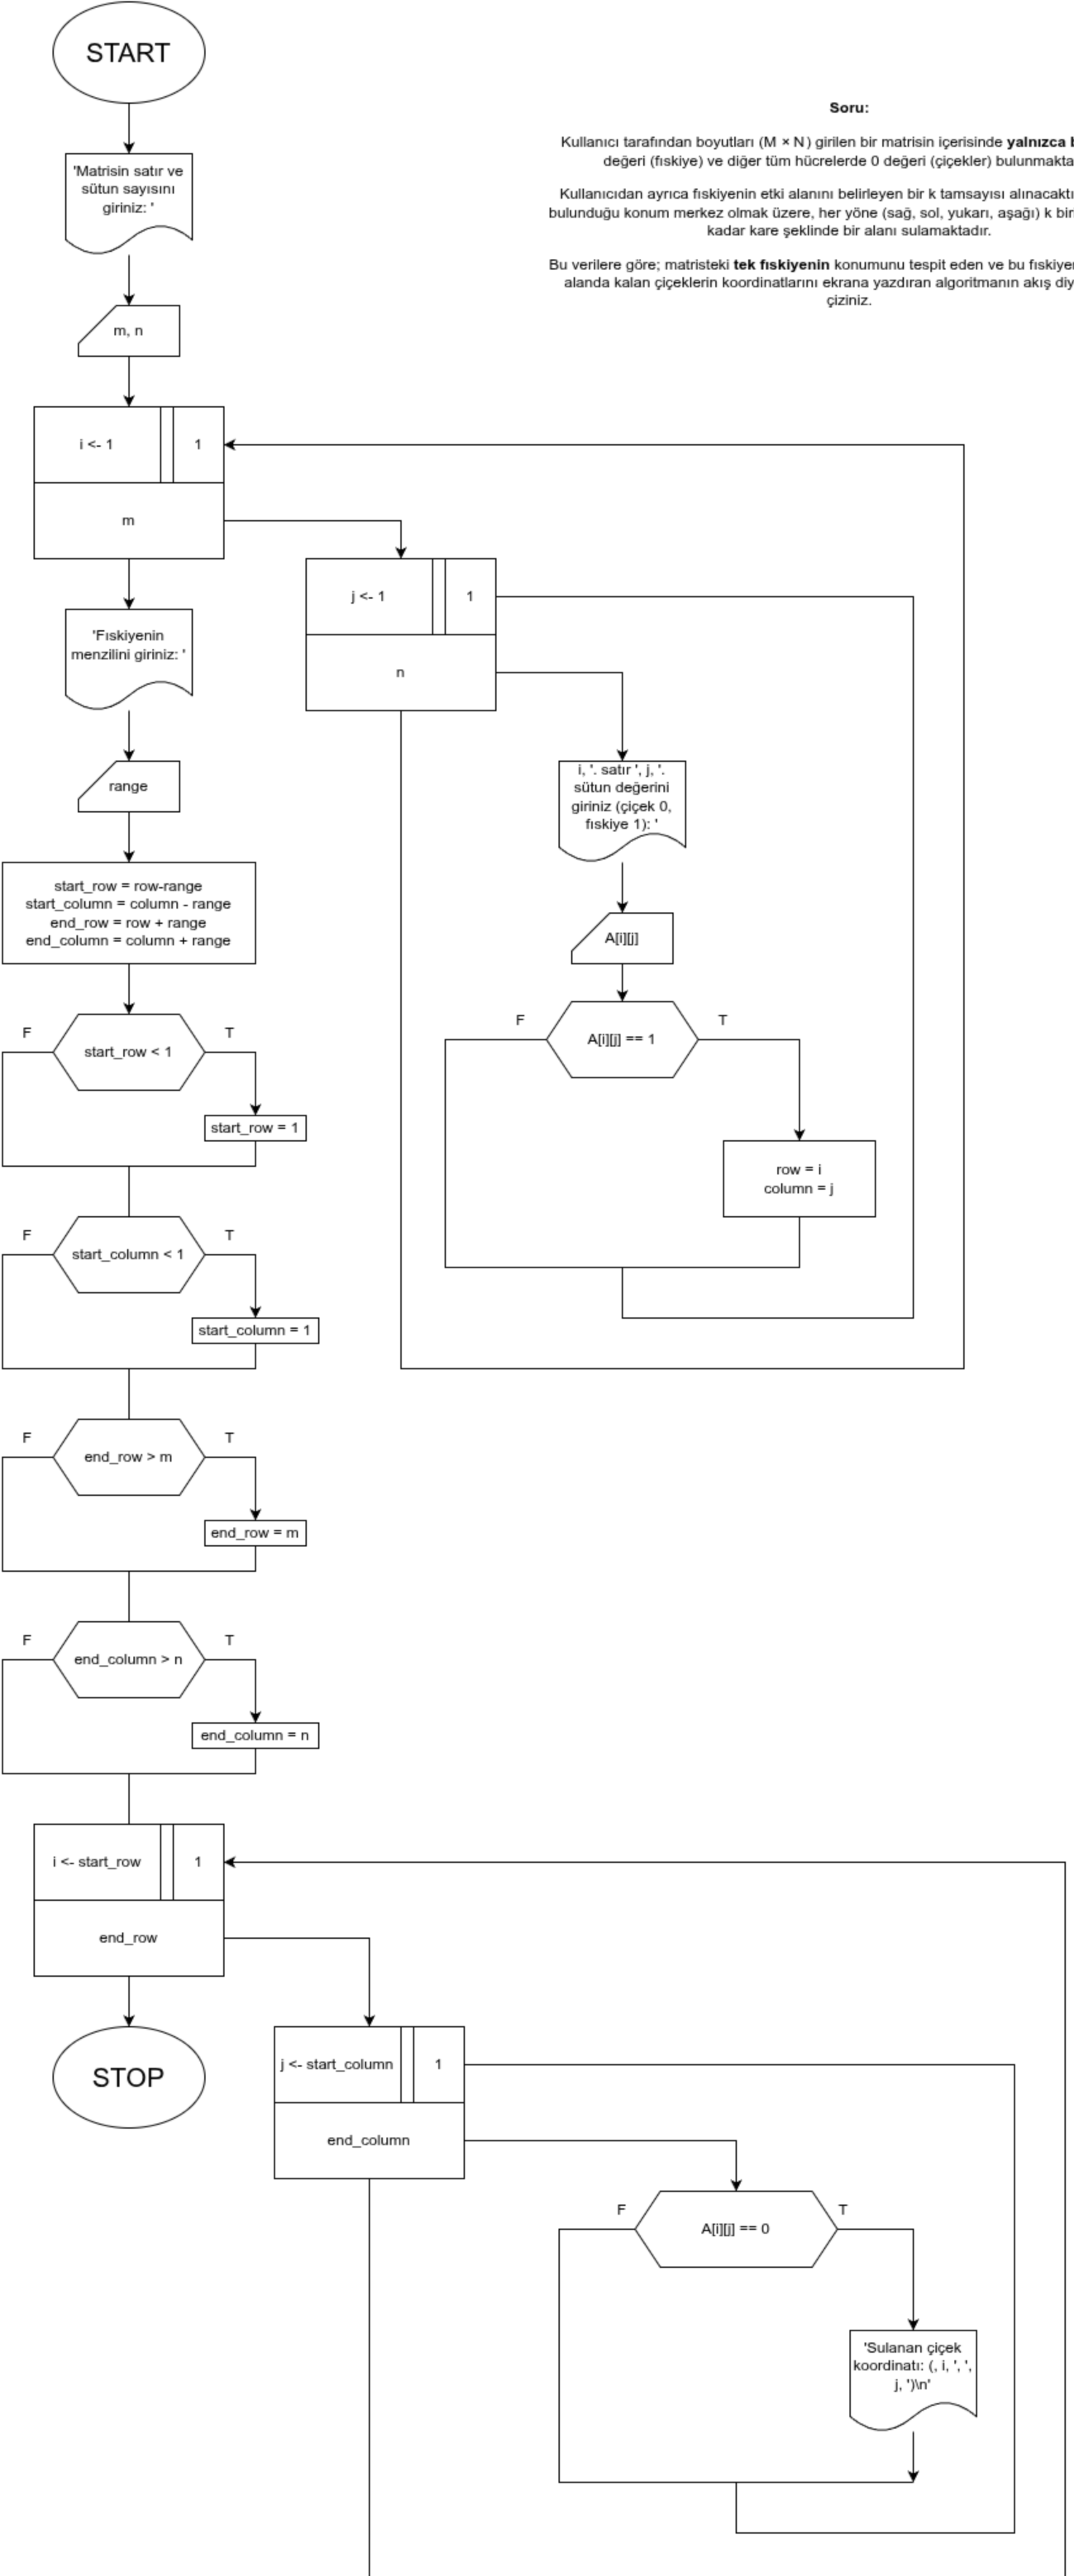 START
Soru:
Kullanıcı tarafından boyutları (M × N) girilen bir matrisin içerisinde yalnızca
değeri (fıskiye) ve diğer tüm hücrelerde 0 değeri (çiçekler)
Kullanıcıdan ayrıca fıskiyenin etki alanını belirleyen bir k tamsayısı
bulunduğu konum merkez olmak üzere, her yöne (sağ, sol, yukarı, aşağı) k
kadar kare şeklinde bir alanı sulamaktadır.
Bu verilere göre; matristeki tek fıskiyenin konumunu tespit eden ve bu
alanda kalan çiçeklerin koordinatlarını ekrana yazdıran algoritmanın akış
çiziniz.
'Matrisin satır ve
sütun sayısını
giriniz: '
m, n
i <- 1
1
m
j <- 1
1
n
'Fıskiyenin
menzilini giriniz: '
range
i, '. satır ', j, '.
sütun değerini
giriniz (çiçek 0,
fıskiye 1): '
A[i][j]
F
A[i][j] == 1
T
row = i
column = j
start_row = row-range
start_column = column - range
end_row = row + range
end_column = column + range
F
start_row < 1
T
start_row = 1
F
start_column < 1
T
start_column = 1
F
end_row > m
T
end_row = m
F
end_column > n
T
end_column = n
i <- start_row
1
end_row
STOP
j <- start_column
1
end_column
F
A[i][j] == 0
T
'Sulanan çiçek
koordinatı: (, i, ', ',
j, ')\n'